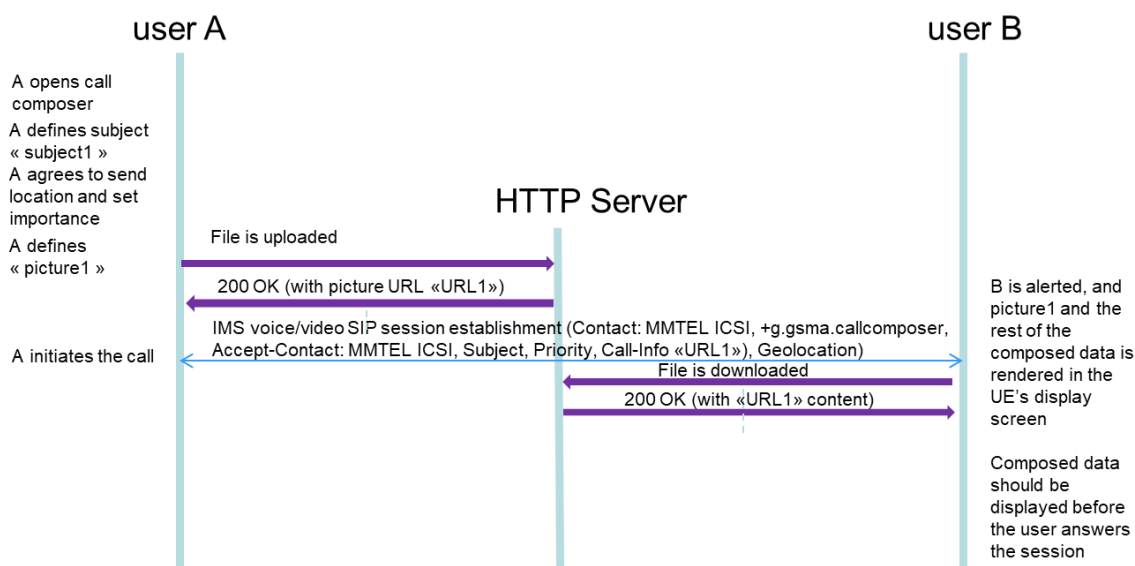 user A
user B
A opens call
composer
A defines subject
« subject1 »
A agrees to send
location and set
importance
HTTP Server
A defines
« picture1 »
File is uploaded
200 OK (with picture URL «URL1»)
B is alerted, and
picture1 and the
rest of the
composed data is
rendered in the
UE's display
screen
A initiates the call
IMS voice/video SIP session establishment (Contact: MMTEL ICSI, +g.gsma.callcomposer,
Accept-Contact: MMTEL ICSI, Subject, Priority, Call-Info «URL1»), Geolocation)
File is downloaded
200 OK (with «URL1» content)
Composed data
should be
displayed before
the user answers
the session